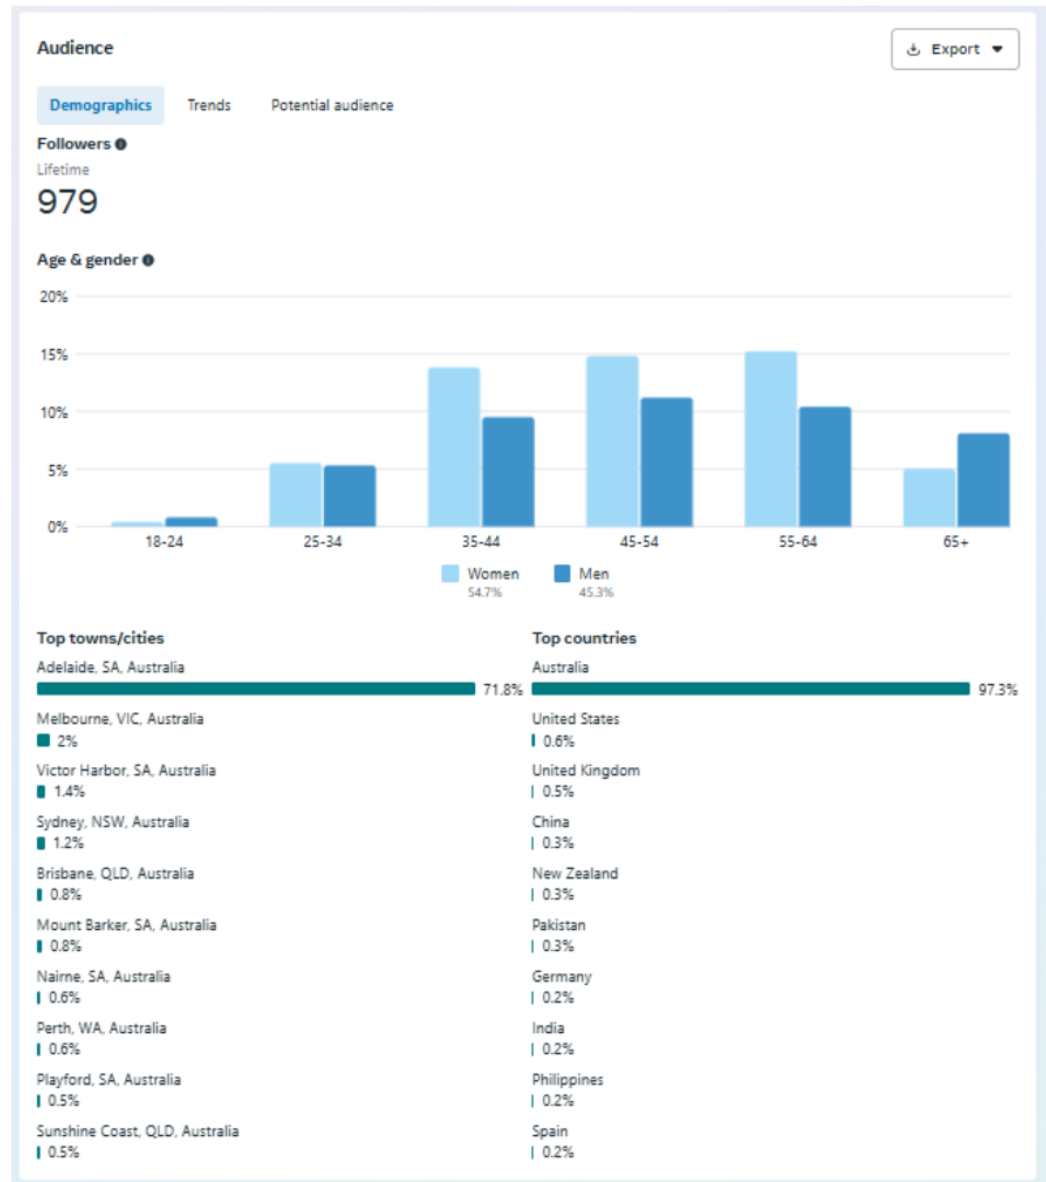 Audience
Export
Demographics Trends Potential audience
Followers
Lifetime
979
Age & gender
20%
15%
10%
5%
0%
18-24 25-34 35-44 45-54 55-64 65+
Women Men
54.7% 45.3%
Top towns/cities
Adelaide, SA, Australia
71.8%
Melbourne, VIC, Australia
2%
Victor Harbor, SA, Australia
1.4%
Sydney, NSW, Australia
1.2%
Brisbane, QLD, Australia
0.8%
Mount Barker, SA, Australia
0.8%
Nairne, SA, Australia
0.6%
Perth, WA, Australia
0.6%
Playford, SA, Australia
0.5%
Sunshine Coast, QLD, Australia
0.5%
Top countries
Australia
97.3%
United States
0.6%
United Kingdom
0.5%
China
0.3%
New Zealand
0.3%
Pakistan
0.3%
Germany
0.2%
India
0.2%
Philippines
0.2%
Spain
0.2%